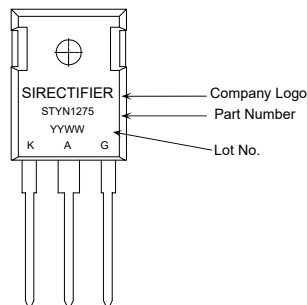 SIRECTIFIER
STYN1275
YYWW
K A G
Company Logo
Part Number
Lot No.